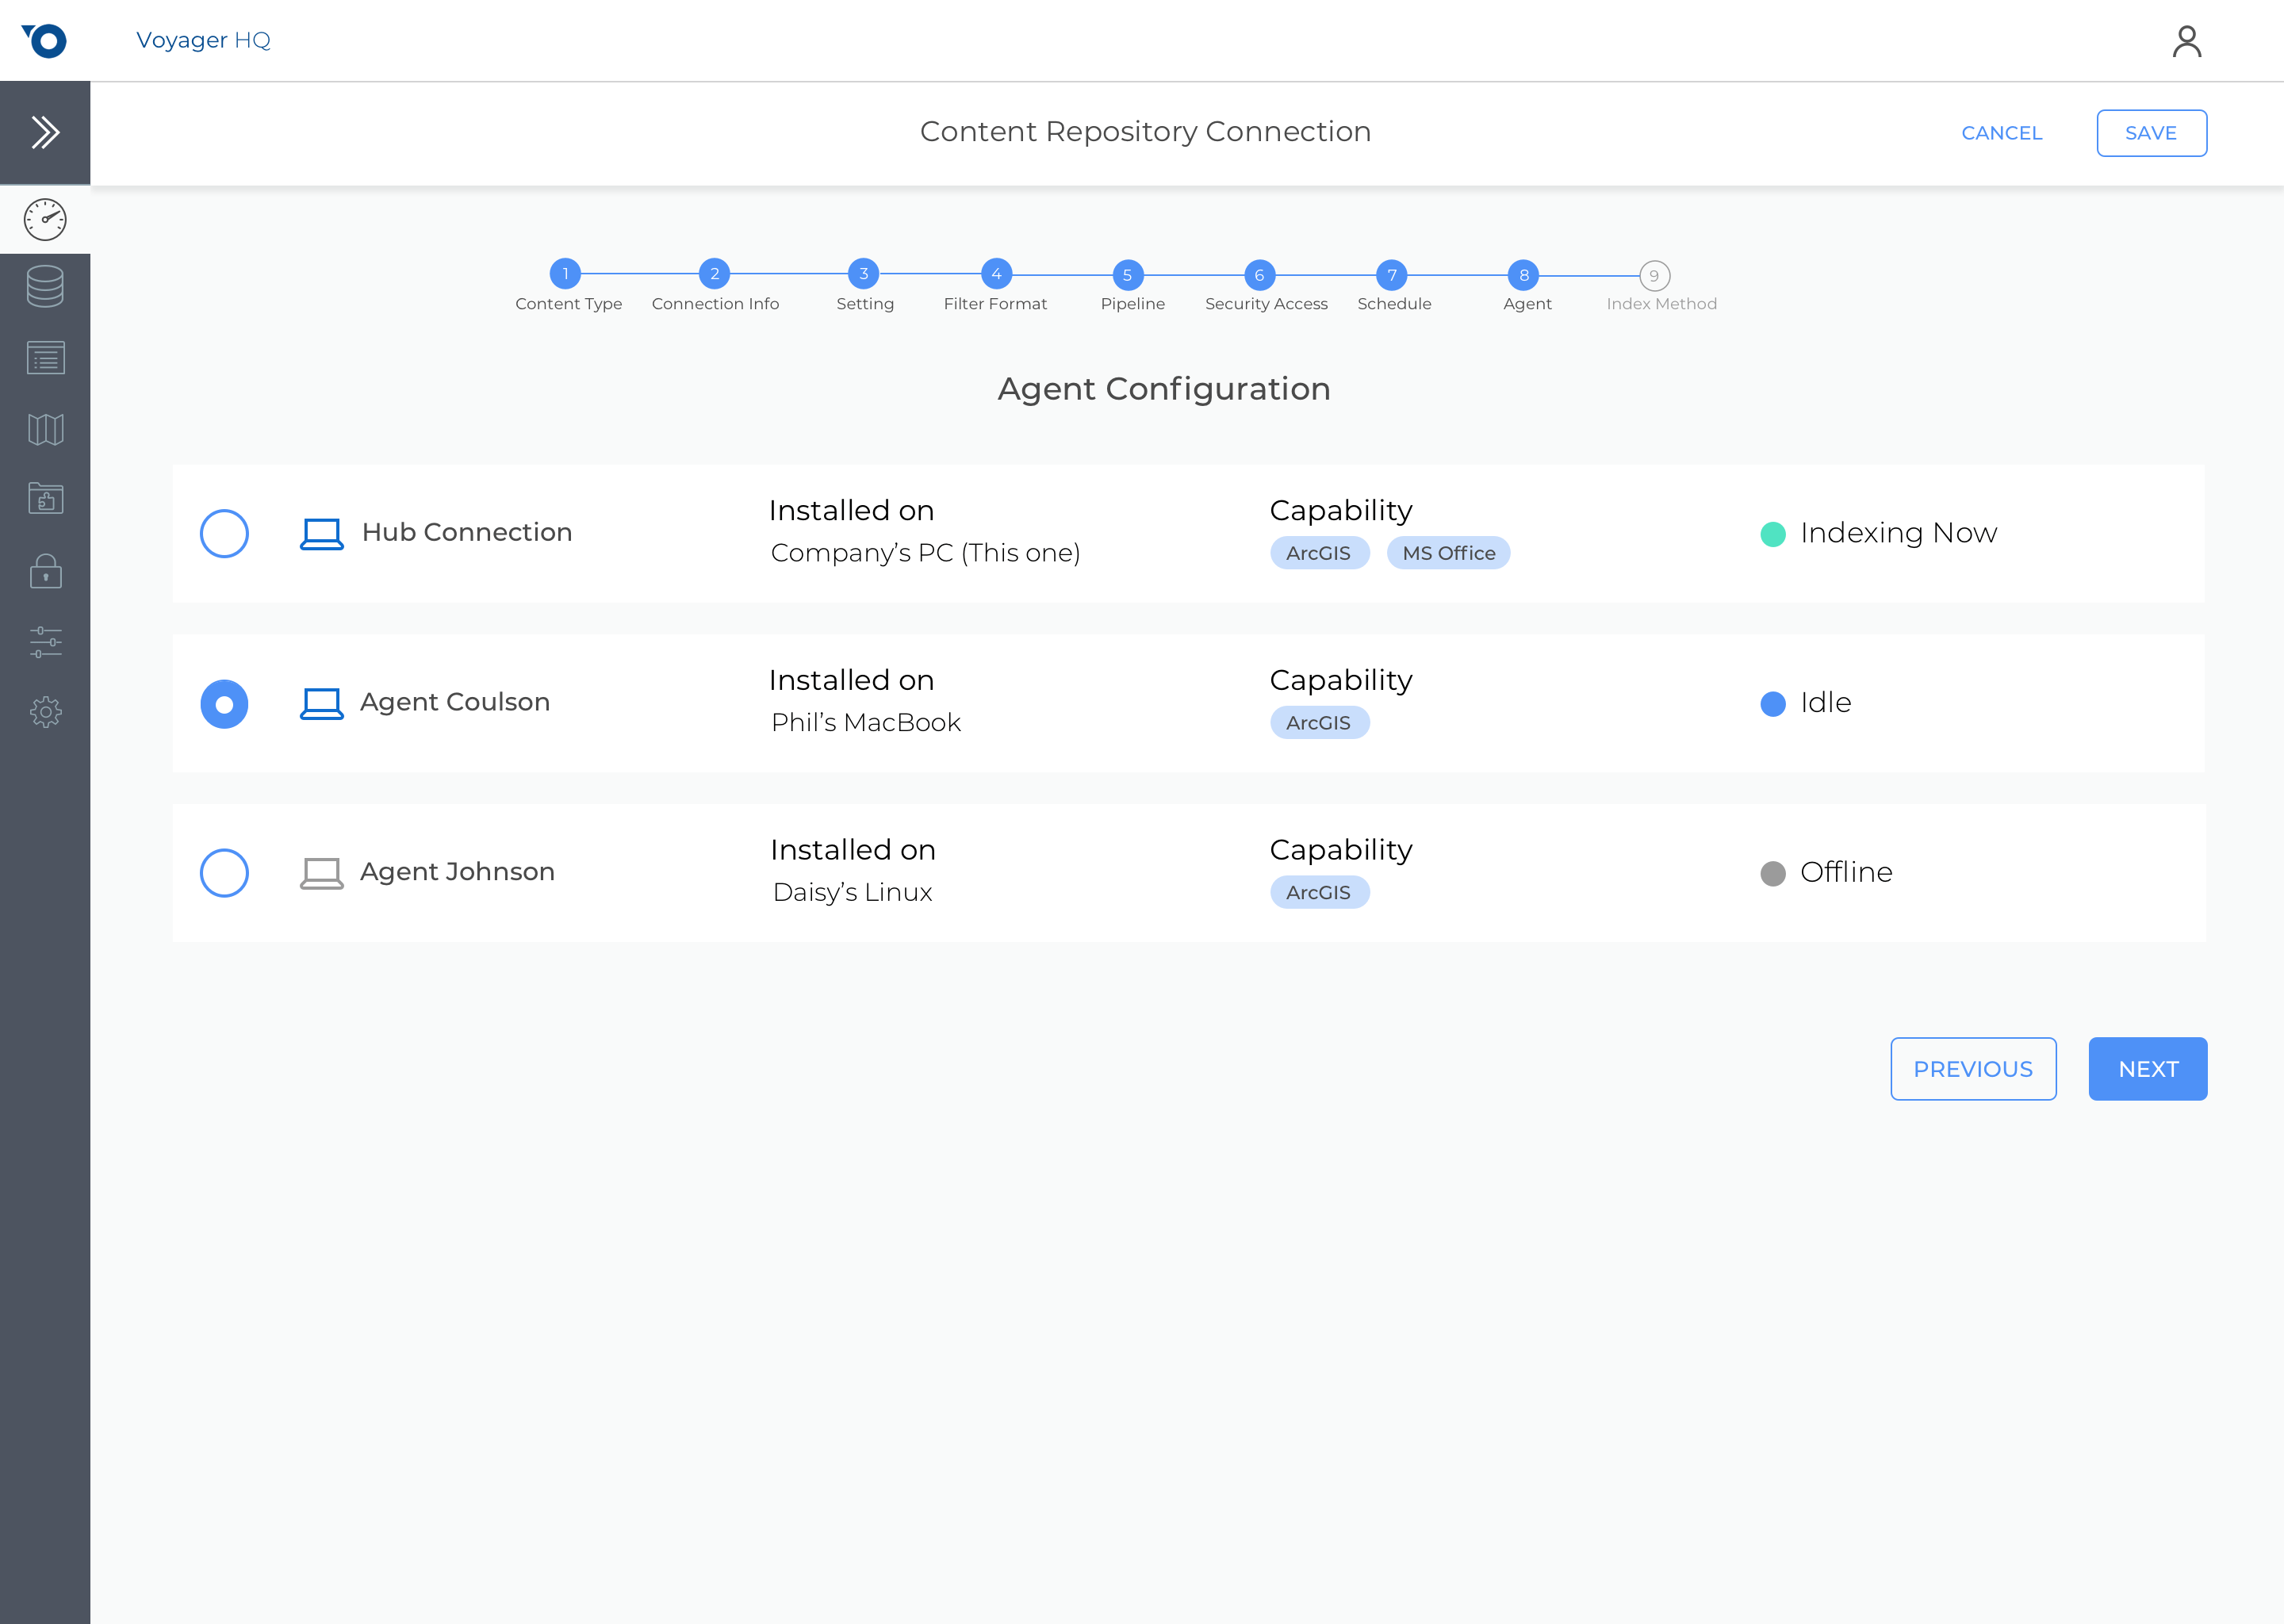 Voyager HQ
Content Repository Connection
CANCEL
SAVE
1 2 3 4 5 6 7 8 9
Content Type Connection Info Setting Filter Format Pipeline Security Access Schedule Agent Index Method
Agent Configuration
Hub Connection
Installed on
Company’s PC (This one)
Capability
ArcGIS MS Office
Indexing Now
Agent Coulson
Installed on
Phil’s MacBook
Capability
ArcGIS
Idle
Agent Johnson
Installed on
Daisy’s Linux
Capability
ArcGIS
Offline
PREVIOUS
NEXT